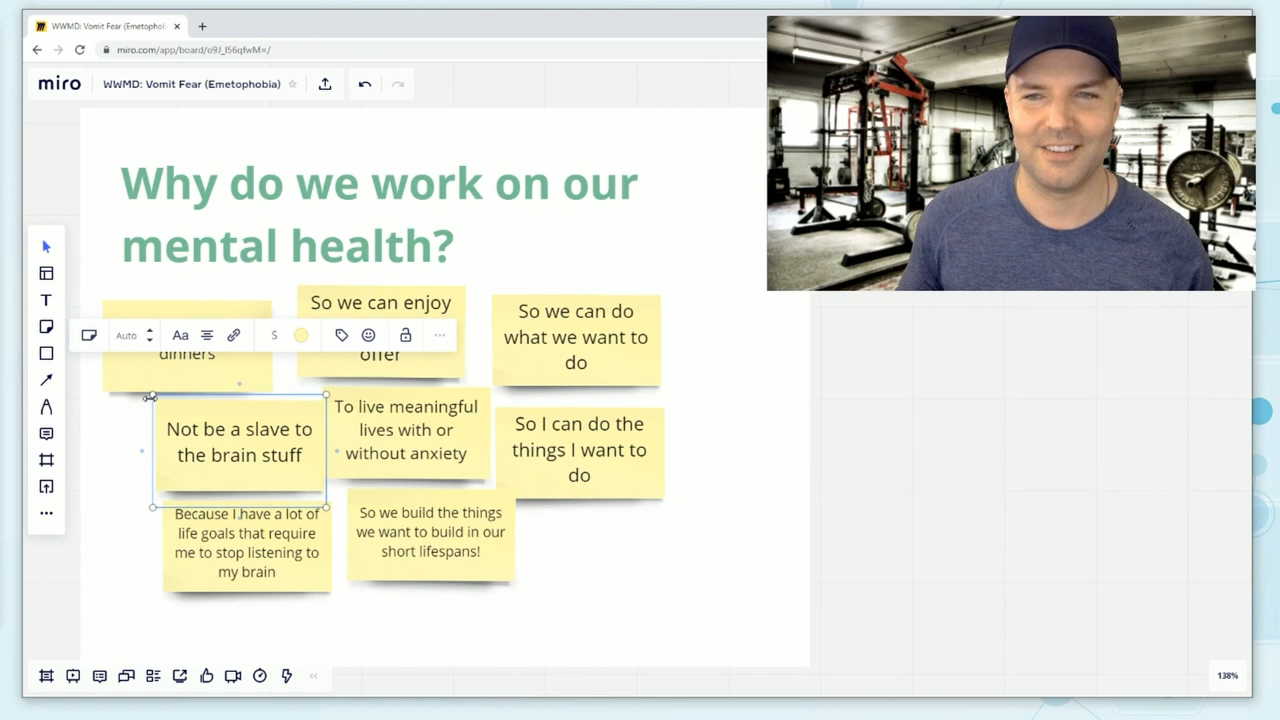 WWMD: Vomit Fear (Emetophob
miro.com/app/board/o9J_l56qfwM=/
miro
WWMD: Vomit Fear (Emetophobia)
Why do we work on our
mental health?
dinners
So we can enjoy
offer
So we can do
what we want to
do
Auto
Aa
S
Not be a slave to
the brain stuff
To live meaningful
lives with or
without anxiety
So I can do the
things I want to
do
Because I have a lot of
life goals that require
me to stop listening to
my brain
So we build the things
we want to build in our
short lifespans!
138%